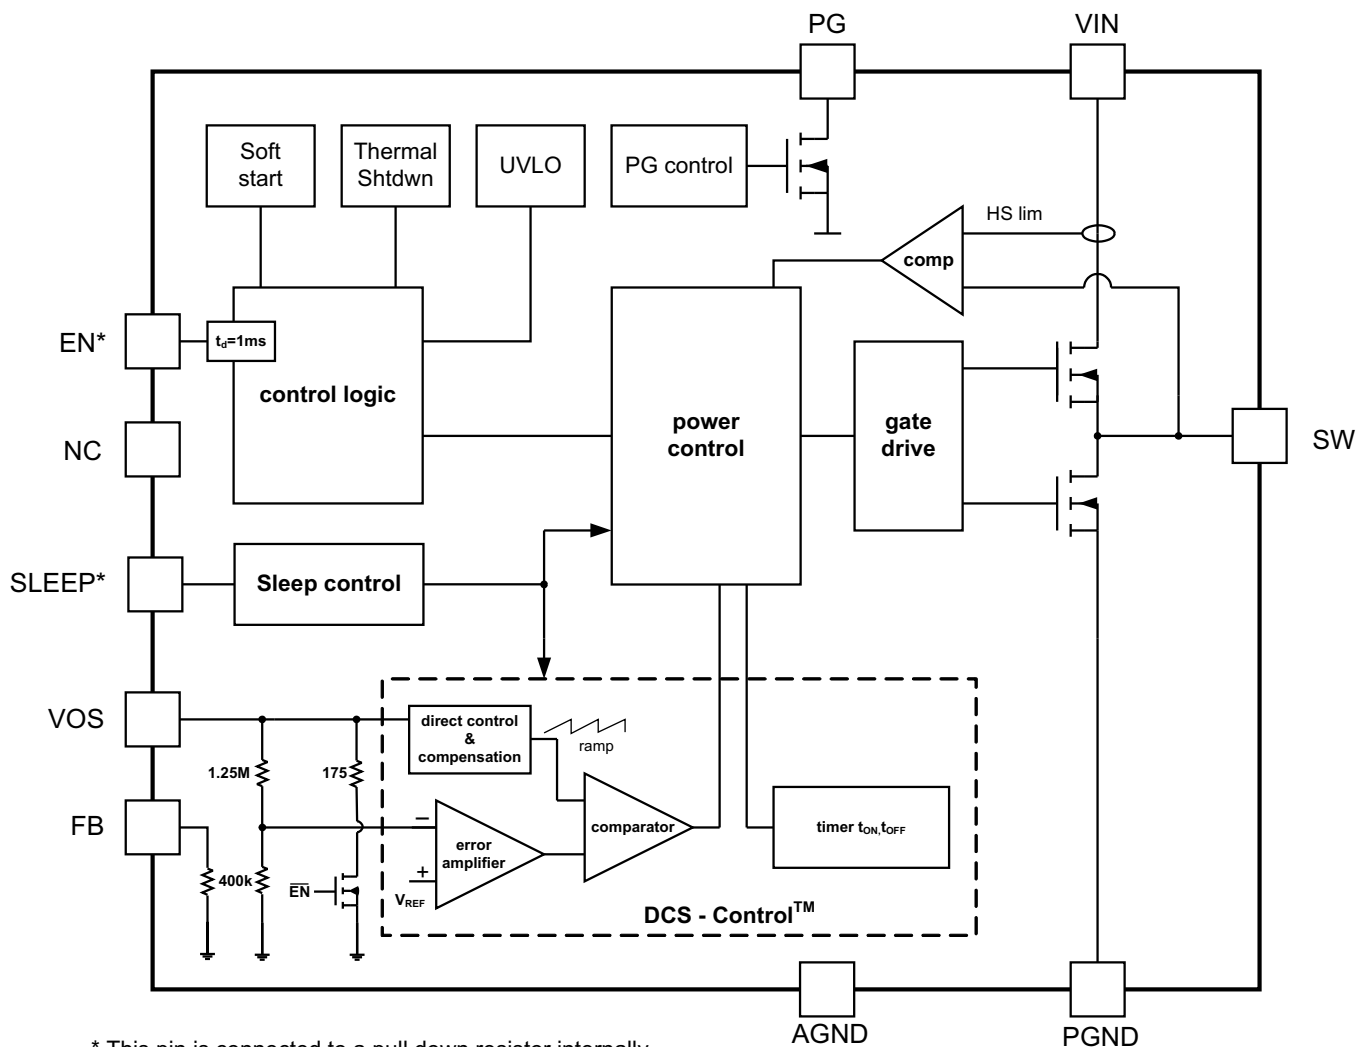 PG
VIN
Soft
start
Thermal
Shtdwn
UVLO
PG control
HS lim
comp
EN*
td=1ms
control logic
power
control
gate
drive
NC
SW
SLEEP*
Sleep control
VOS
direct control
&
compensation
ramp
1.25M
175
FB
comparator
timer tON,tOFF
−
error
amplifier
+
400k
EN
VREF
DCS - Control™
AGND
PGND
* This pin is connected to a pull down resistor internally